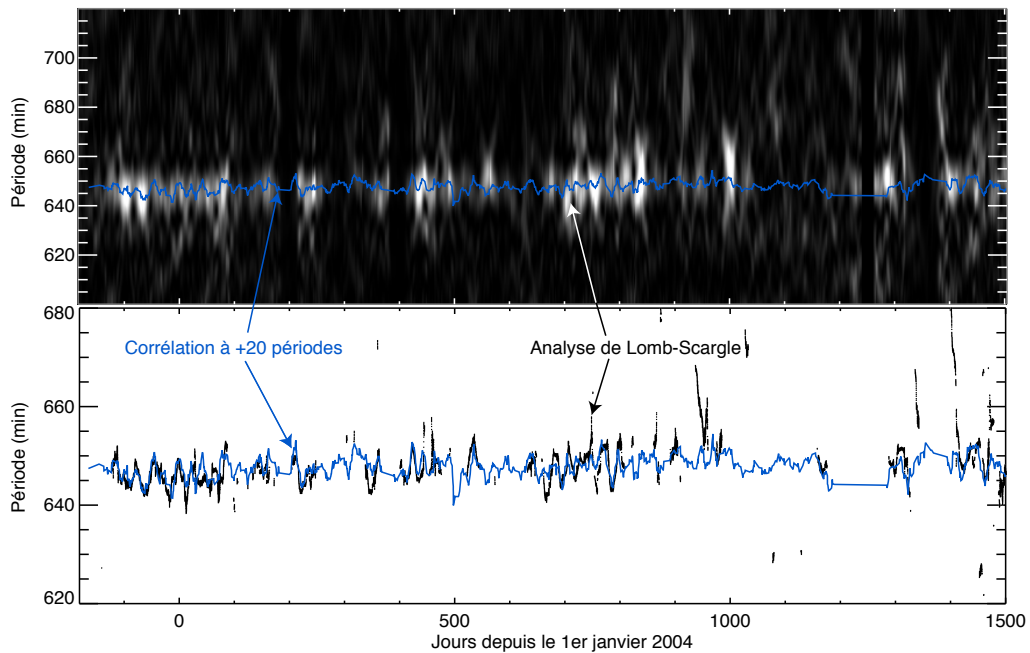 Période (min)
700
680
660
640
620
Période (min)
680
660
640
620
Corrélation à +20 périodes
Analyse de Lomb-Scargle
0
500
1000
1500
Jours depuis le 1er janvier 2004